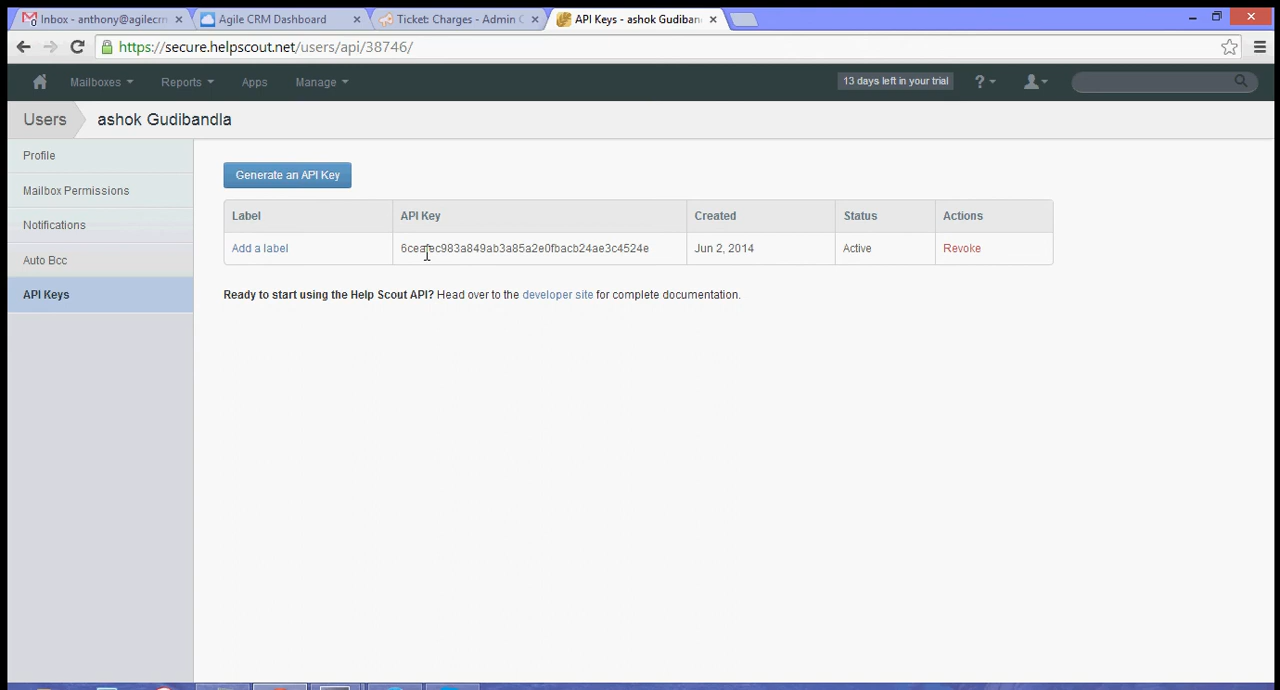 Inbox - anthony@agilecrm
Agile CRM Dashboard
Ticket: Charges - Admin C
API Keys - ashok Gudiban
https://secure.helpscout.net/users/api/38746/
Mailboxes Reports Apps Manage 13 days left in your trial ?
Users ashok Gudibandla
Profile
Mailbox Permissions
Notifications
Auto Bcc
API Keys
Generate an API Key
Label API Key Created Status Actions
Add a label Jun 2, 2014 Active Revoke
Ready to start using the Help Scout API? Head over to the developer site for complete documentation.